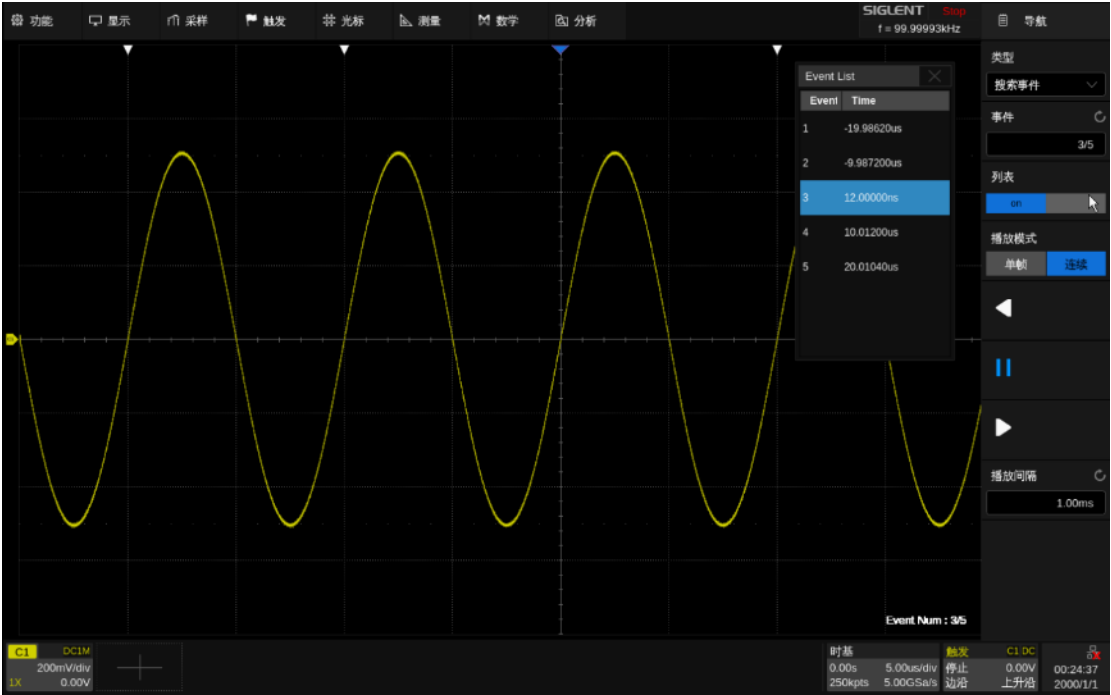 功能 显示 采样 触发 光标 测量 数学 分析
SIGLENT Stop
f = 99.99993kHz
导航
类型
搜索事件
事件
3/5
列表
on
播放模式
单帧 连续
播放间隔
1.00ms
Event List
Event Time
1 -19.98620us
2 -9.987200us
3 12.00000ns
4 10.01200us
5 20.01040us
Event Num : 3/5
C1 DC1M
200mV/div
1X 0.00V
时基
0.00s 5.00us/div
250kpts 5.00GSa/s
触发 C1 DC
停止 0.00V
边沿 上升沿
00:24:37
2000/1/1